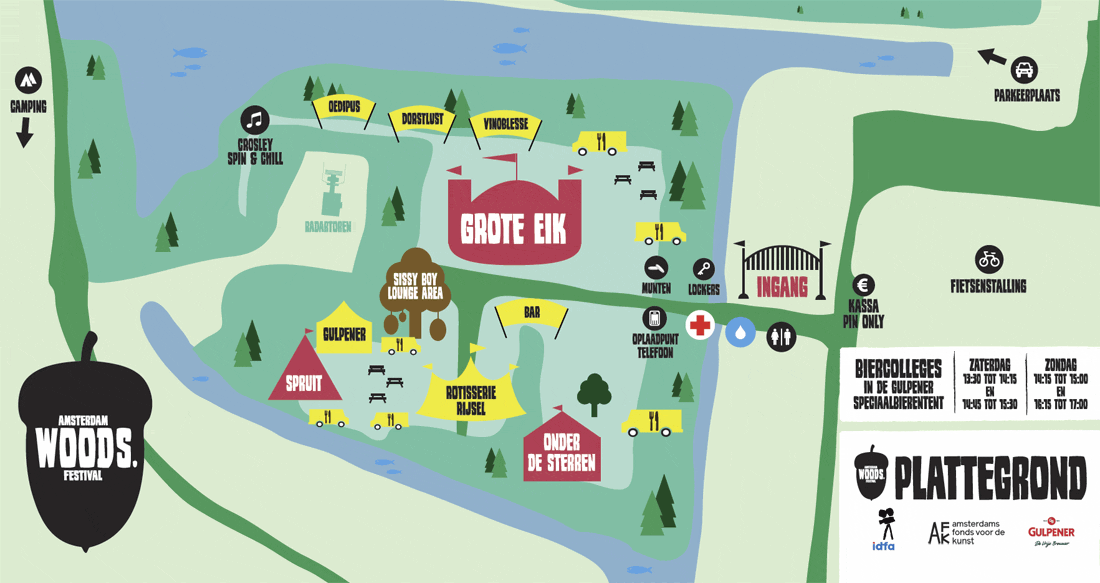 CAMPING
CROSLEY
SPIN & CHILL
OEDIPUS
DORSTLUST
VINOBLESSE
PARKEERPLAATS
RADARTOREN
GROTE EIK
SISSY BOY
LOUNGE AREA
MUNTEN
LOCKERS
INGANG
FIETSENSTALLING
€
KASSA
PIN ONLY
GULPENER
BAR
OPLAADPUNT
TELEFOON
SPRUIT
ROTISSERIE
RIJSEL
ONDER
DE STERREN
AMSTERDAM
WOODS.
FESTIVAL
BIERCOLLEGES
IN DE GULPENER
SPECIAALBIERENTENT
ZATERDAG
13:30 TOT 14:15
EN
14:45 TOT 15:30
ZONDAG
14:15 TOT 15:00
EN
16:15 TOT 17:00
AMSTERDAM
WOODS.
FESTIVAL
PLATTEGROND
idfa
AFK
amsterdams
fonds voor de
kunst
GULPENER
De Vrije Brouwer